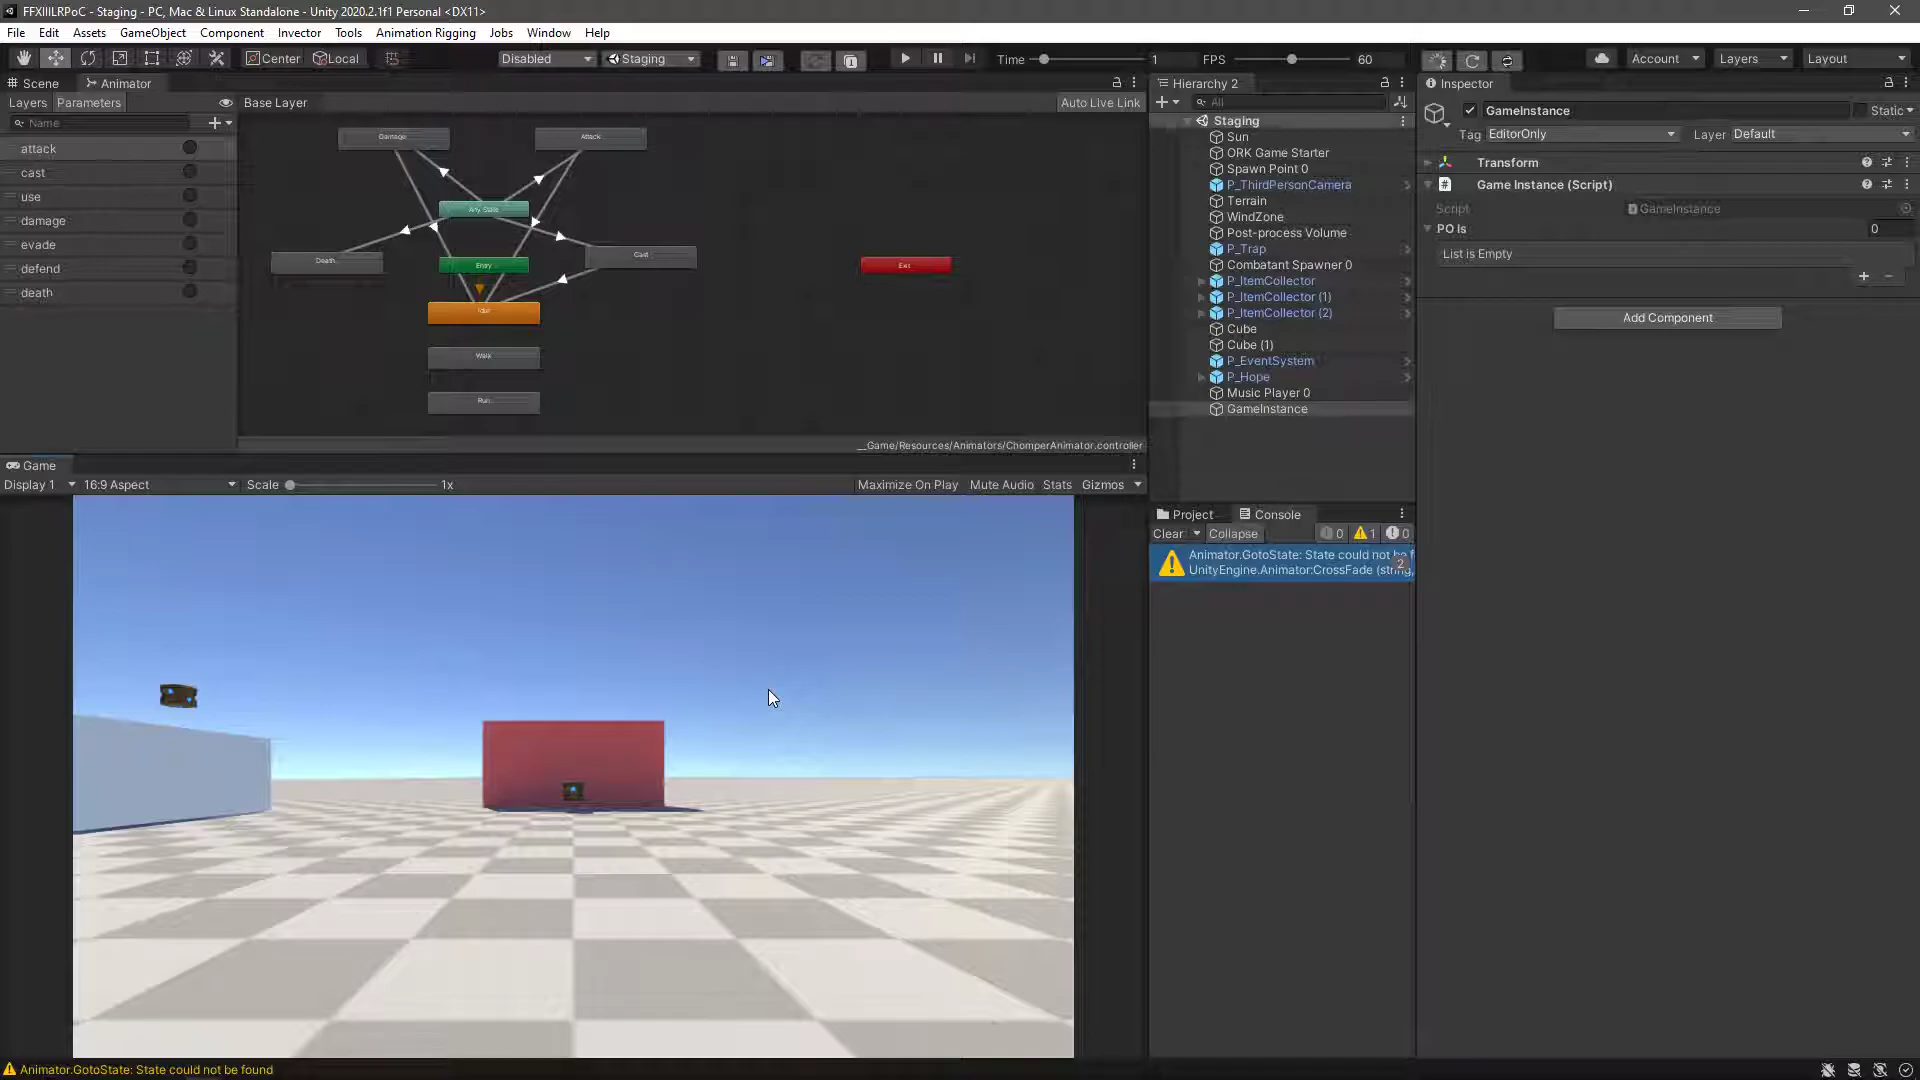 FFXIIILRPoC - Staging - PC, Mac & Linux Standalone - Unity 2020.2.1f1 Personal <DX11>
File Edit Assets GameObject Component Invector Tools Animation Rigging Jobs Window Help
Center Local Disabled Staging Time 1 FPS 60 Account Layers Layout
Scene Animator
Layers Parameters Base Layer Auto Live Link
Name
attack
cast
use
damage
evade
defend
death
Damage
Attack
Any State
Death
Entry
Cast
Exit
Idle
Walk
Run
__Game/Resources/Animators/ChomperAnimator.controller
Game
Display 1 16:9 Aspect Scale 1x Maximize On Play Mute Audio Stats Gizmos
Hierarchy 2
All
Staging
Sun
ORK Game Starter
Spawn Point 0
P_ThirdPersonCamera
Terrain
WindZone
Post-process Volume
P_Trap
Combatant Spawner 0
P_ItemCollector
P_ItemCollector (1)
P_ItemCollector (2)
Cube
Cube (1)
P_EventSystem
P_Hope
Music Player 0
GameInstance
Project Console
Clear Collapse 0 1 0
Animator.GotoState: State could not be f
UnityEngine.Animator:CrossFade (string,
2
Inspector
GameInstance Static
Tag EditorOnly Layer Default
Transform
Game Instance (Script)
Script GameInstance
PO Is 0
List is Empty
Add Component
Animator.GotoState: State could not be found